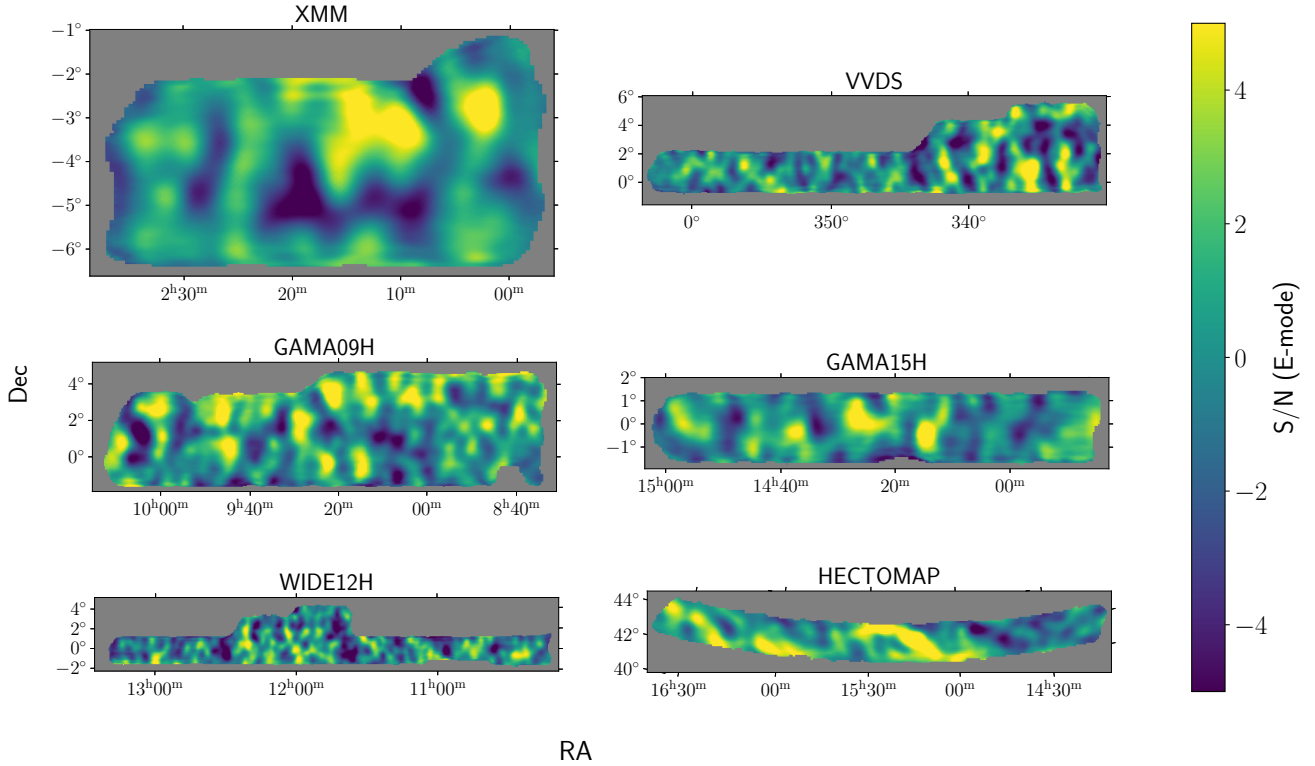 XMM
−1°
−2°
−3°
−4°
−5°
−6°
2ʰ30ᵐ 20ᵐ 10ᵐ 00ᵐ
VVDS
6°
4°
2°
0°
0° 350° 340°
GAMA09H
4°
2°
0°
10ʰ00ᵐ 9ʰ40ᵐ 20ᵐ 00ᵐ 8ʰ40ᵐ
GAMA15H
2°
1°
0°
−1°
15ʰ00ᵐ 14ʰ40ᵐ 20ᵐ 00ᵐ
WIDE12H
4°
2°
0°
−2°
13ʰ00ᵐ 12ʰ00ᵐ 11ʰ00ᵐ
HECTOMAP
44°
42°
40°
16ʰ30ᵐ 00ᵐ 15ʰ30ᵐ 00ᵐ 14ʰ30ᵐ
Dec
RA
4
2
0
−2
−4
S/N (E-mode)